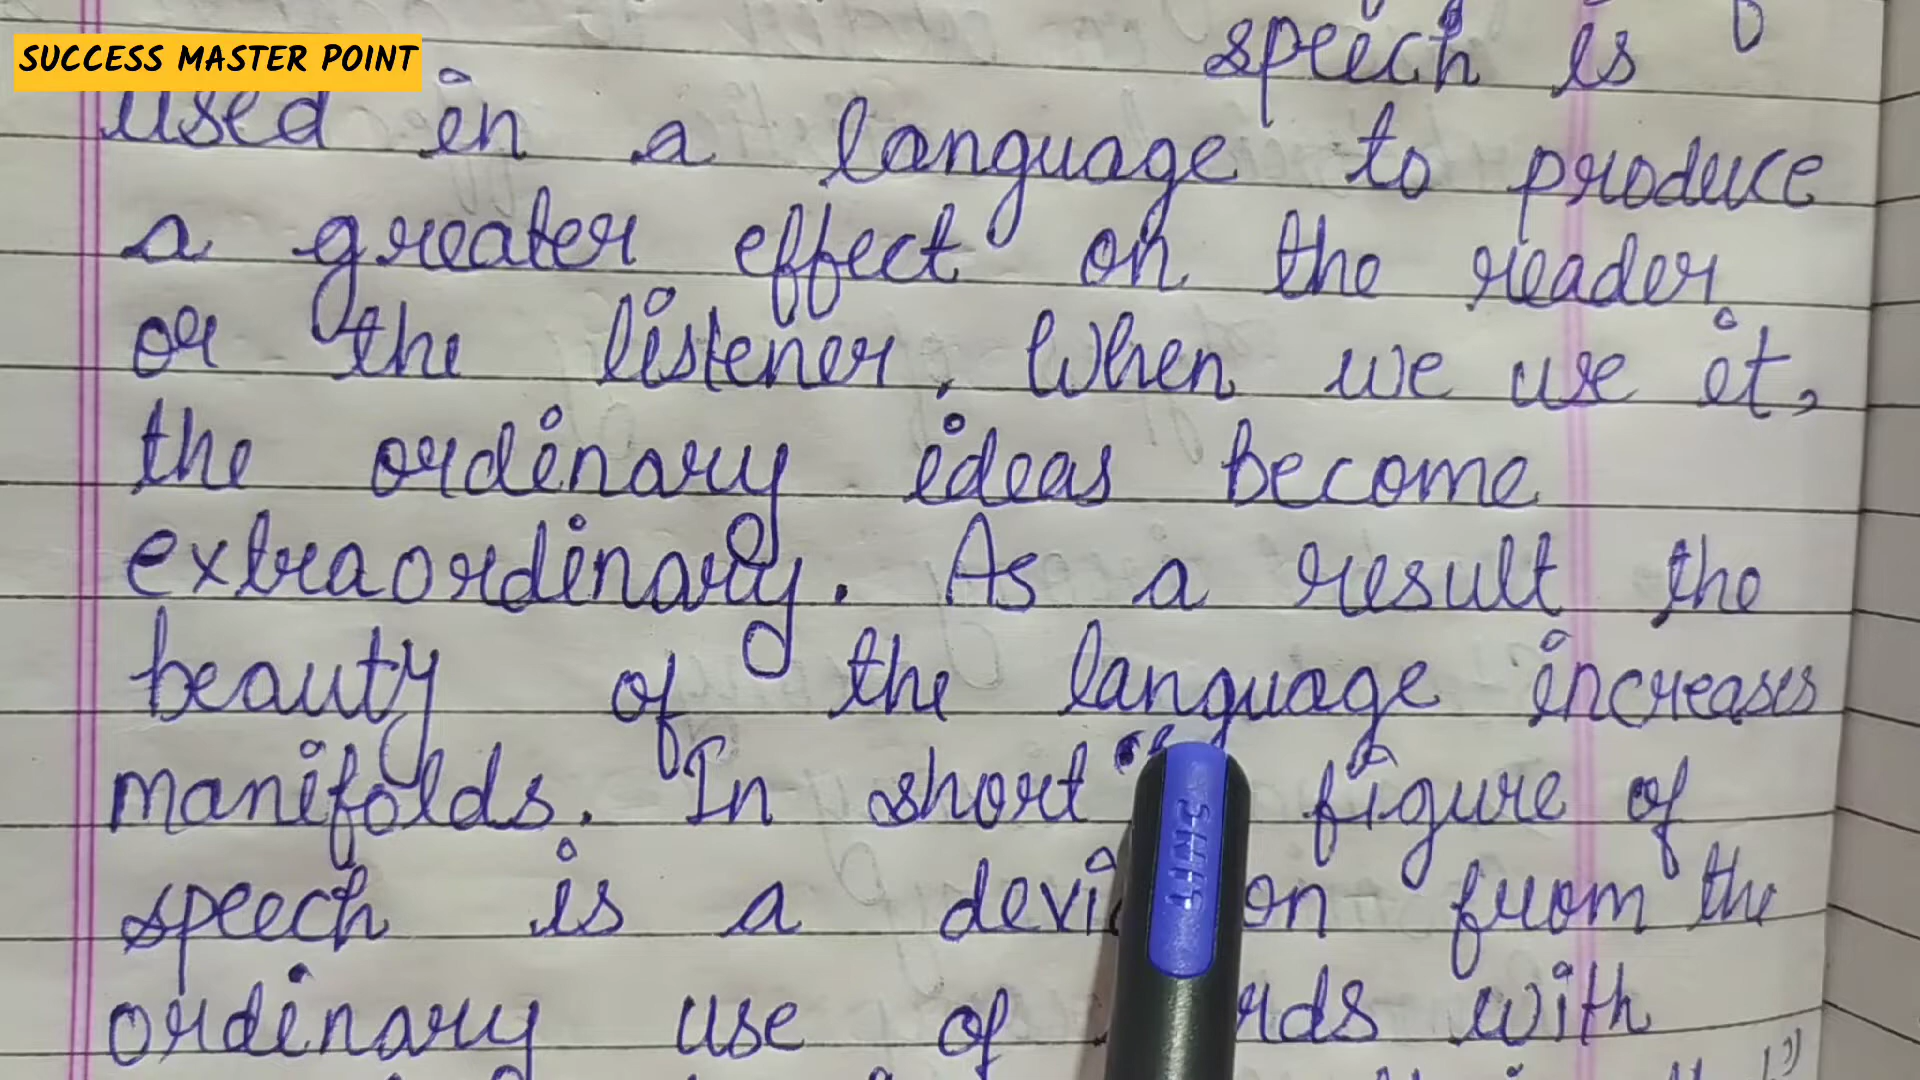 SUCCESS MASTER POINT
speech is
used in a language to produce
a greater effect on the reader
or the listener. When we use it,
the ordinary ideas become
extraordinary. As a result the
beauty of the language increases
manifolds. In short figure of
speech is a on from the
ordinary use of with